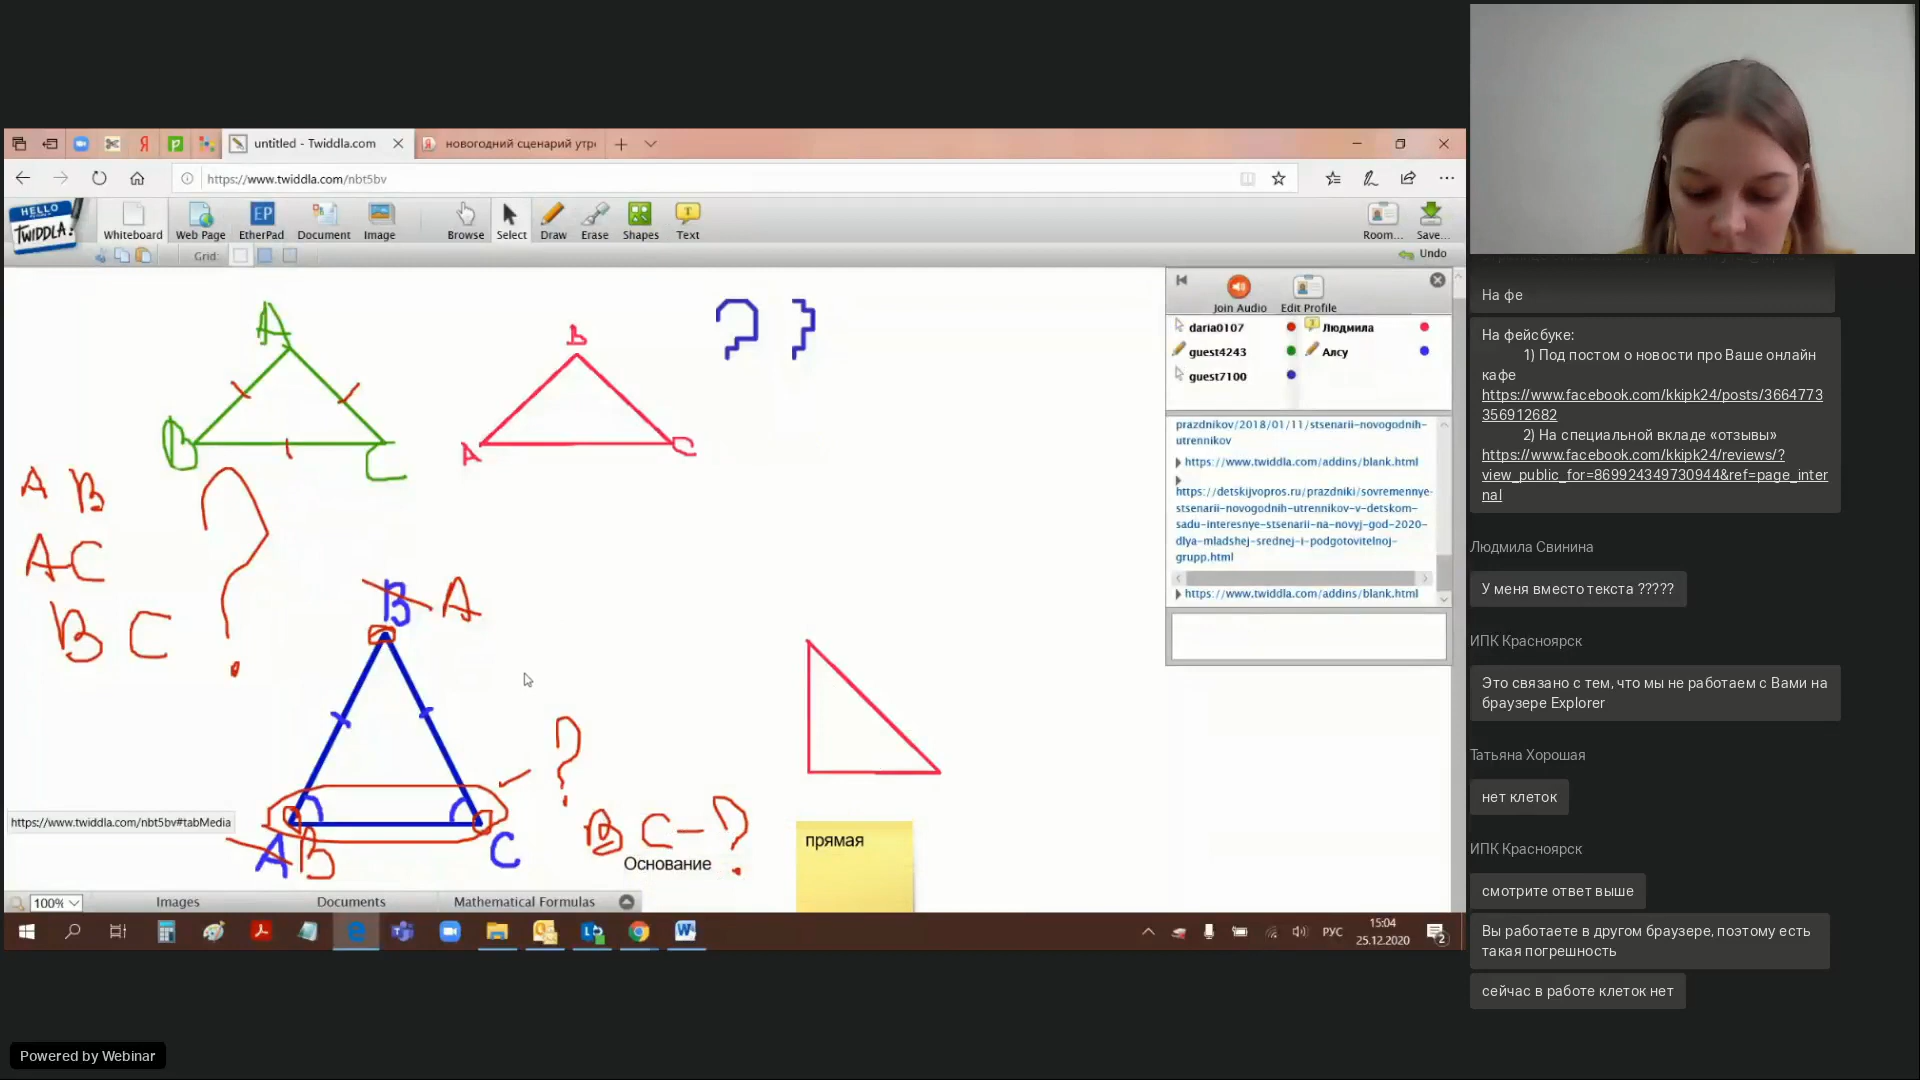 untitled - Twiddla.com
новогодний сценарий утре
https://www.twiddla.com/nbt5bv
HELLO
TWIDDLA!
Whiteboard
Web Page
EtherPad
Document
Image
Browse
Select
Draw
Erase
Shapes
Text
Room...
Save...
Grid:
Undo
A
B
C
B
A
C
? }
A B
AC
B C
?
B A
?
B C - ?
A B
C
Основание
прямая
https://www.twiddla.com/nbt5bv#tabMedia
Join Audio
Edit Profile
daria0107
Людмила
guest4243
Алсу
guest7100
prazdnikov/2018/01/11/stsenarii-novogodnih-
utrennikov
https://www.twiddla.com/addins/blank.html
https://detskijvopros.ru/prazdniki/sovremennye-
stsenarii-novogodnih-utrennikov-v-detskom-
sadu-interesnye-stsenarii-na-novyj-god-2020-
dlya-mladshej-srednej-i-podgotovitelnoj-
grupp.html
https://www.twiddla.com/addins/blank.html
100%
Images
Documents
Mathematical Formulas
РУС
15:04
25.12.2020
2
Powered by Webinar
На фе
На фейсбуке:
1) Под постом о новости про Ваше онлайн
кафе
https://www.facebook.com/kkipk24/posts/3664773
356912682
2) На специальной вкладе «отзывы»
https://www.facebook.com/kkipk24/reviews/?
view_public_for=869924349730944&ref=page_inter
nal
Людмила Свинина
У меня вместо текста ?????
ИПК Красноярск
Это связано с тем, что мы не работаем с Вами на
браузере Explorer
Татьяна Хорошая
нет клеток
ИПК Красноярск
смотрите ответ выше
Вы работаете в другом браузере, поэтому есть
такая погрешность
сейчас в работе клеток нет